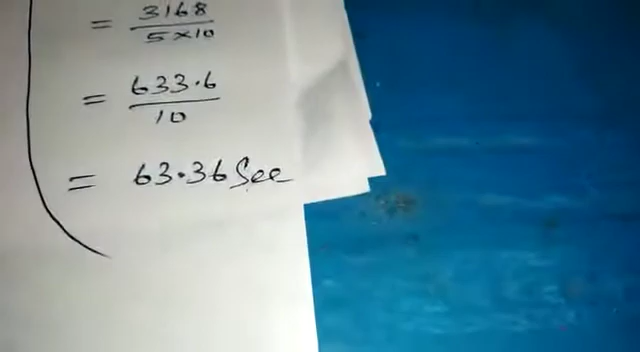 = 3168 / 5×10
= 633.6 / 10
= 63.36 Sec